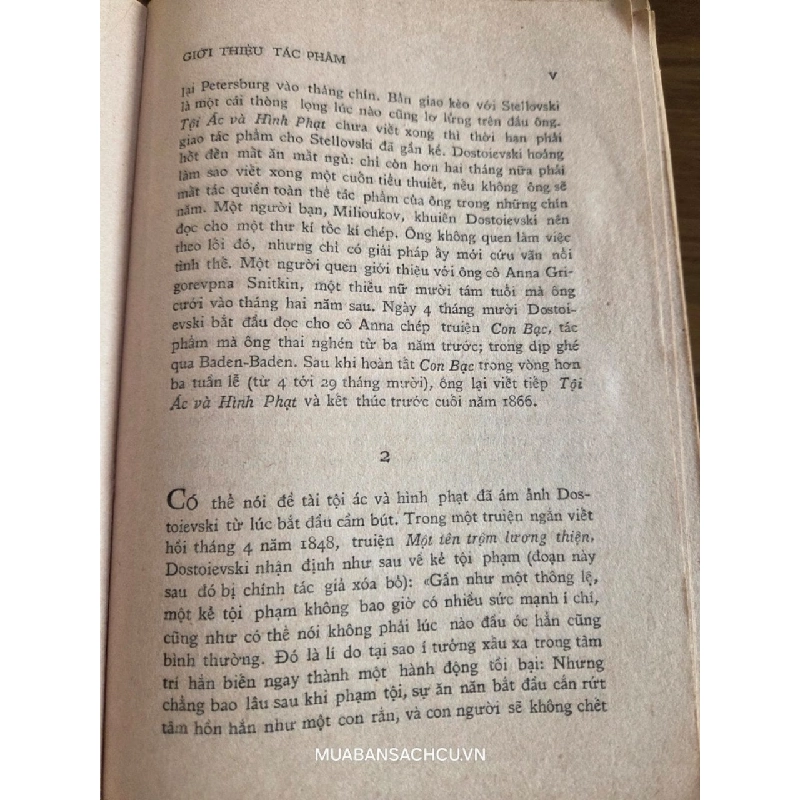 GIỚI THIỆU TÁC PHẨM
V
lại Petersburg vào tháng chín. Bản giao kèo với Stellovski
là một cái thòng lọng lúc nào cũng lơ lửng trên đầu ông.
Tội Ác và Hình Phạt chưa viết xong thì thời hạn phải
giao tác phẩm cho Stellovski đã gần kề. Dostoievski hoảng
hốt đến mất ăn mất ngủ: chỉ còn hơn hai tháng nữa phải
làm sao viết xong một cuốn tiểu thuyết, nếu không ông sẽ
mất tác quyền toàn thể tác phẩm của ông trong những chín
năm. Một người bạn, Milioukov, khuiên Dostoievski nên
đọc cho một thư kí tốc kí chép. Ông không quen làm việc
theo lối đó, nhưng chỉ có giải pháp ấy mới cứu vãn nổi
tình thế. Một người quen giới thiệu với ông cô Anna Gri-
gorevpna Snitkin, một thiều nữ mười tám tuổi mà ông
cưới vào tháng hai năm sau. Ngày 4 tháng mười Dostoi-
evski bắt đầu đọc cho cô Anna chép truyện Con Bạc, tác
phẩm mà ông thai nghén từ ba năm trước; trong dịp ghé
qua Baden-Baden. Sau khi hoàn tất Con Bạc trong vòng hơn
ba tuần lễ (từ 4 tới 29 tháng mười), ông lại viết tiếp Tội
Ác và Hình Phạt và kết thúc trước cuối năm 1866.
2
Có thể nói đề tài tội ác và hình phạt đã ám ảnh Dos-
toievski từ lúc bắt đầu cầm bút. Trong một truyện ngắn viết
hồi tháng 4 năm 1848, truyện Một tên trộm lương thiện,
Dostoievski nhận định như sau về kẻ tội phạm (đoạn này
sau đó bị chính tác giả xóa bỏ): «Gần như một thông lệ,
một kẻ tội phạm không bao giờ có nhiều sức mạnh í chí,
cũng như có thể nói không phải lúc nào đầu óc hắn cũng
bình thường. Đó là lí do tại sao í tưởng xấu xa trong tâm
trí hắn biến ngay thành một hành động tồi bại: Nhưng
chẳng bao lâu sau khi phạm tội, sự ăn năn bắt đầu cắn rứt
tâm hồn hắn như một con rắn, và con người sẽ không chết
MUABANSACHCU.VN